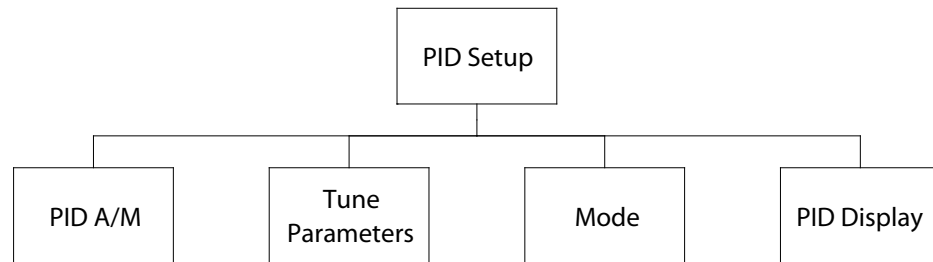 PID Setup
PID A/M
Tune
Parameters
Mode
PID Display